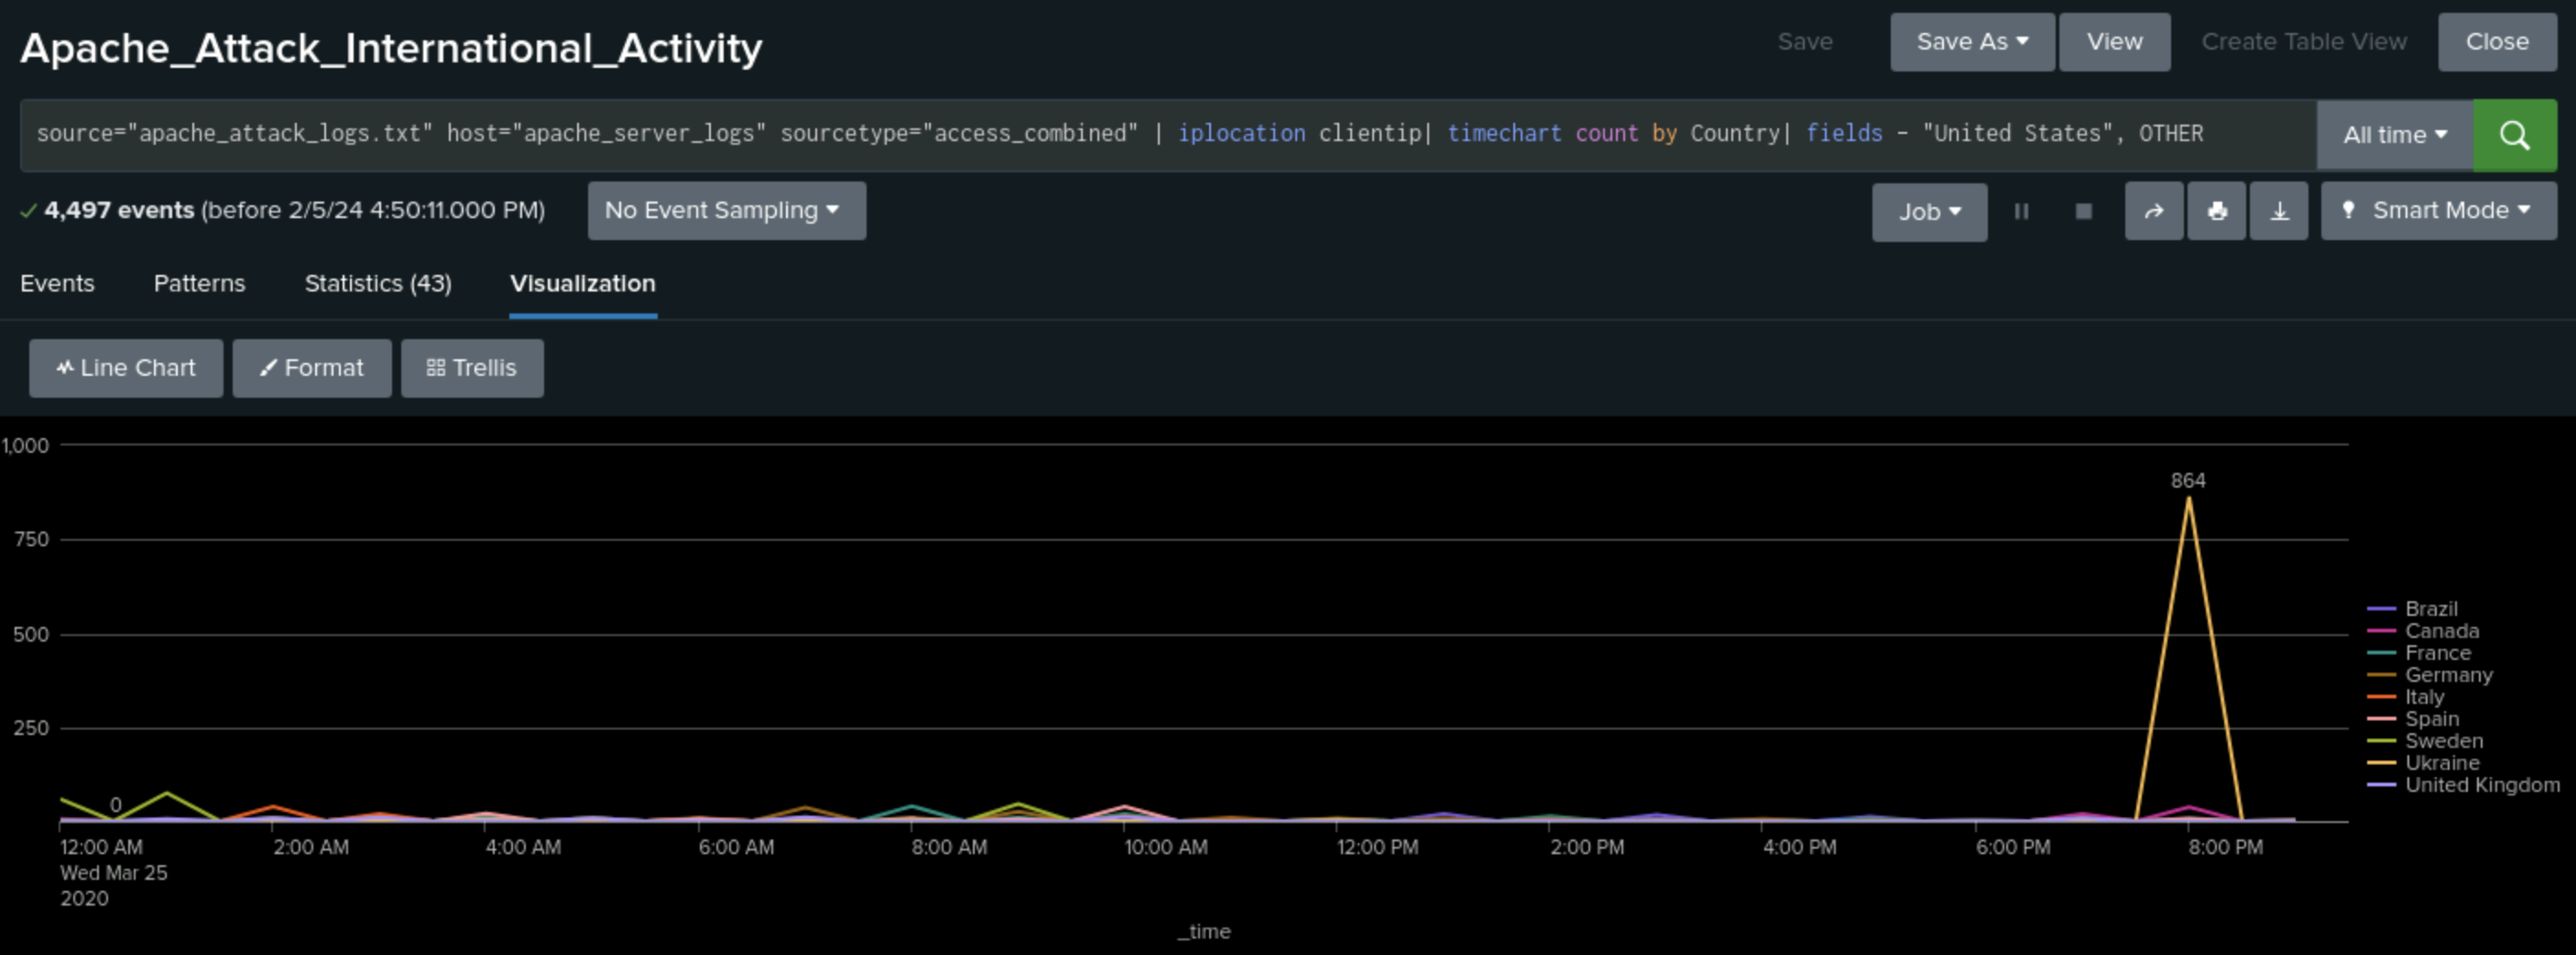 Apache_Attack_International_Activity
Save
Save As
View
Create Table View
Close
source="apache_attack_logs.txt" host="apache_server_logs" sourcetype="access_combined" | iplocation clientip| timechart count by Country| fields - "United States", OTHER
All time
4,497 events (before 2/5/24 4:50:11.000 PM)
No Event Sampling
Job
Smart Mode
Events
Patterns
Statistics (43)
Visualization
Line Chart
Format
Trellis
1,000
750
500
250
864
0
12:00 AM
Wed Mar 25
2020
2:00 AM
4:00 AM
6:00 AM
8:00 AM
10:00 AM
12:00 PM
2:00 PM
4:00 PM
6:00 PM
8:00 PM
_time
Brazil
Canada
France
Germany
Italy
Spain
Sweden
Ukraine
United Kingdom